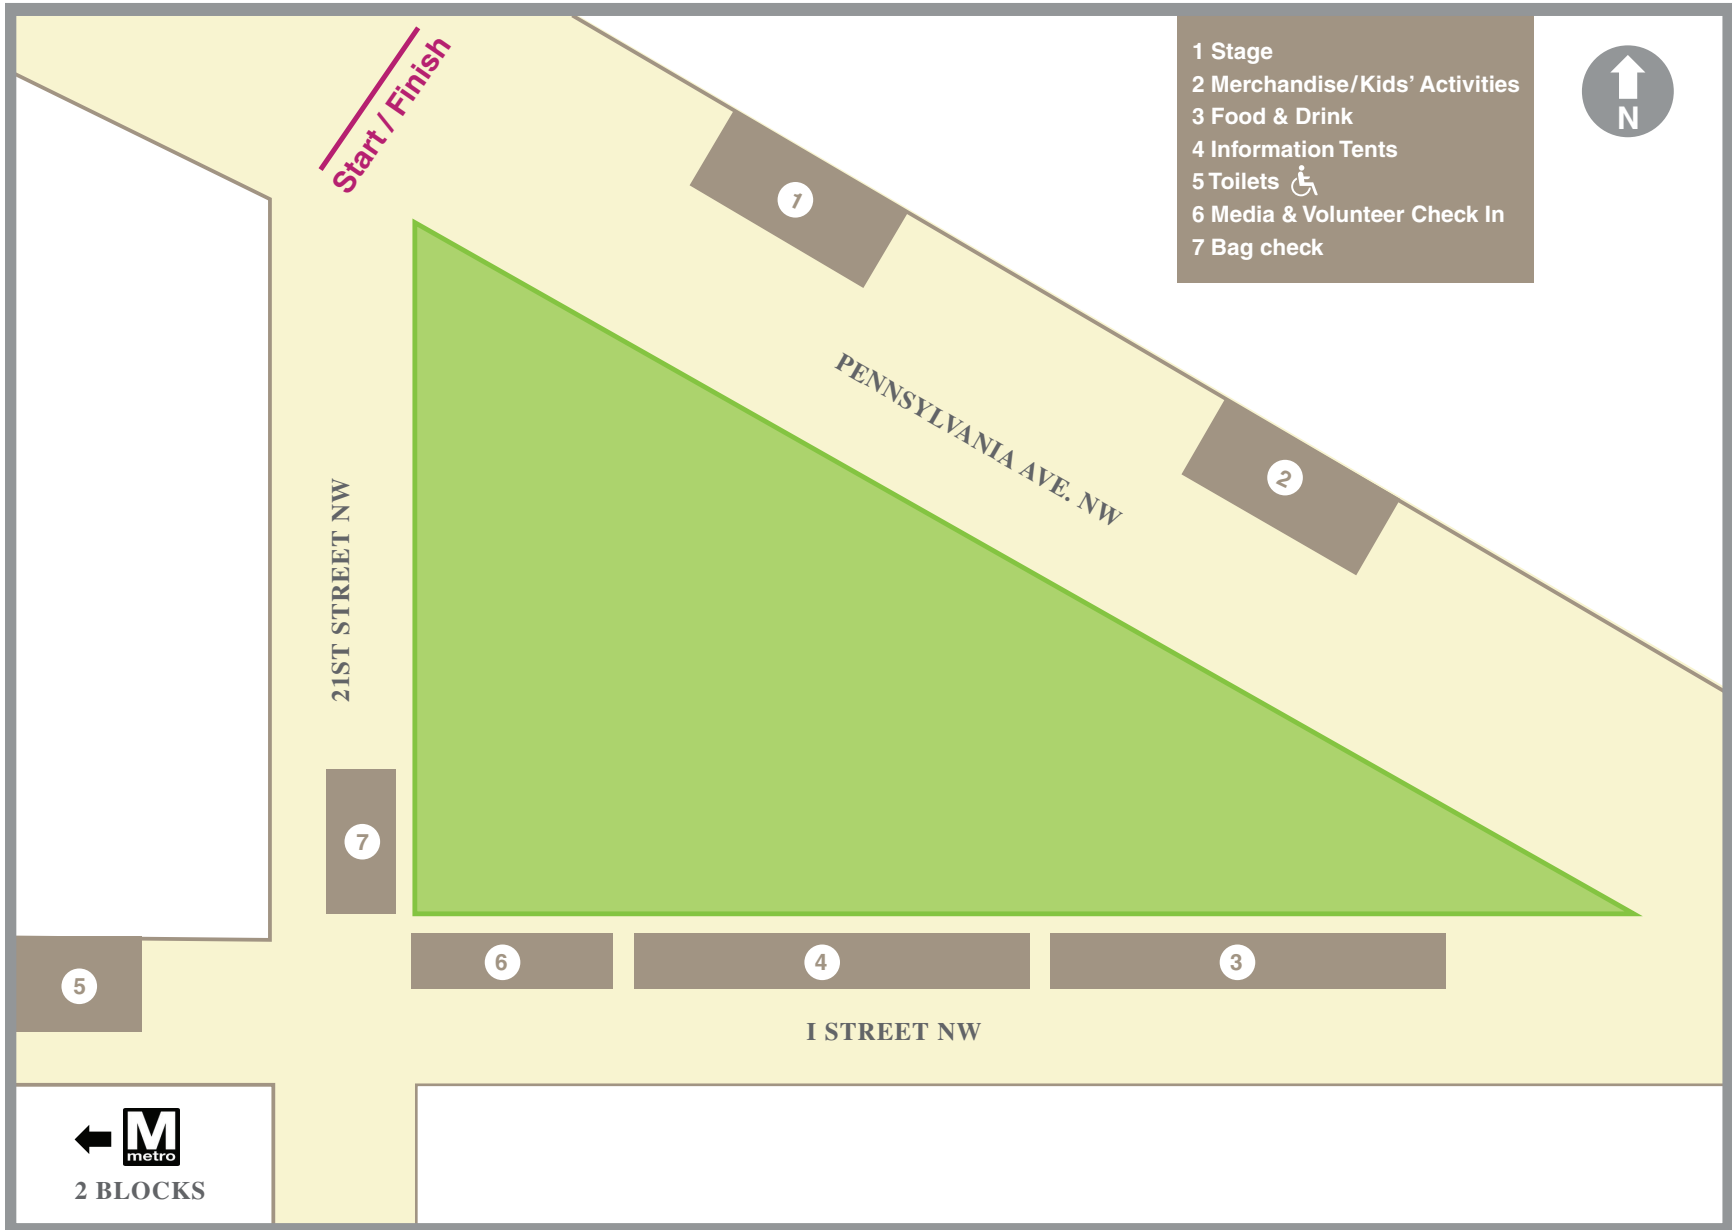 Start / Finish
1 Stage
2 Merchandise/Kids' Activities
3 Food & Drink
4 Information Tents
5 Toilets
6 Media & Volunteer Check In
7 Bag check
N
1
PENNSYLVANIA AVE. NW
2
21ST STREET NW
7
6
4
3
5
I STREET NW
M
metro
2 BLOCKS